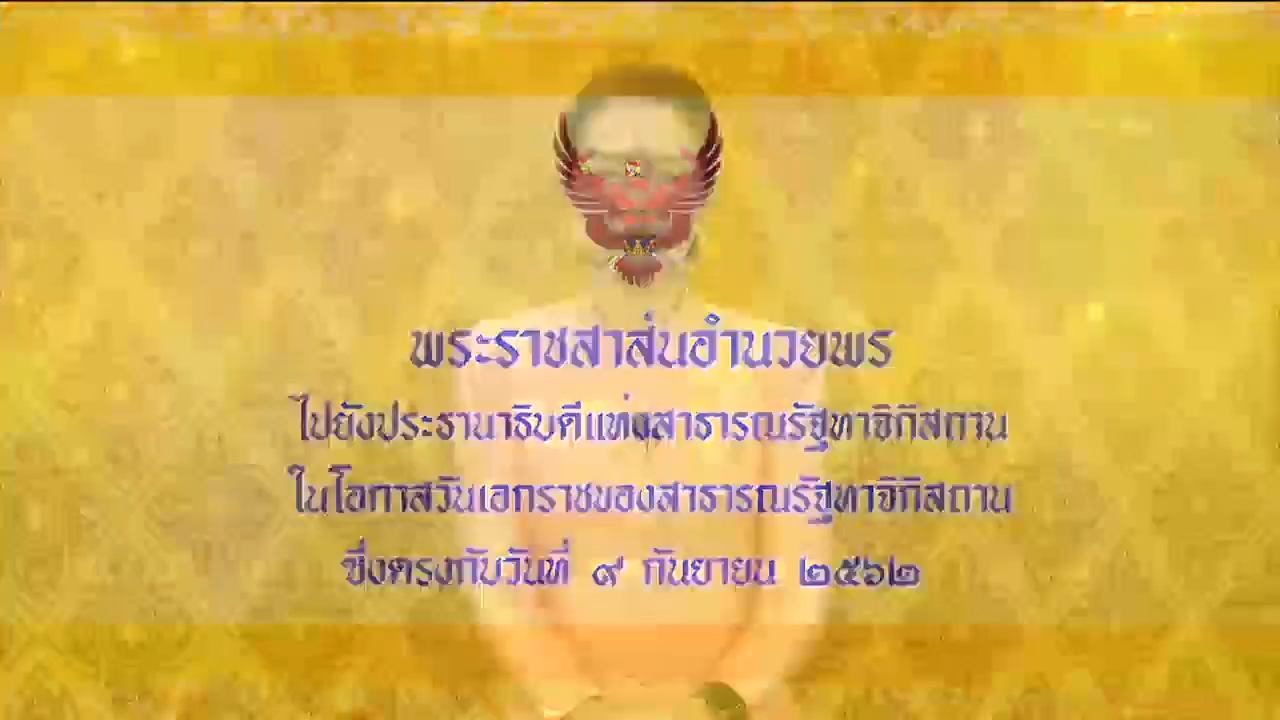 พระราชสาส์นอำนวยพร
ไปยังประธานาธิบดีแห่งสาธารณรัฐทาจิกิสถาน
ในโอกาสวันเอกราชของสาธารณรัฐทาจิกิสถาน
ซึ่งตรงกับวันที่ ๙ กันยายน ๒๕๖๒